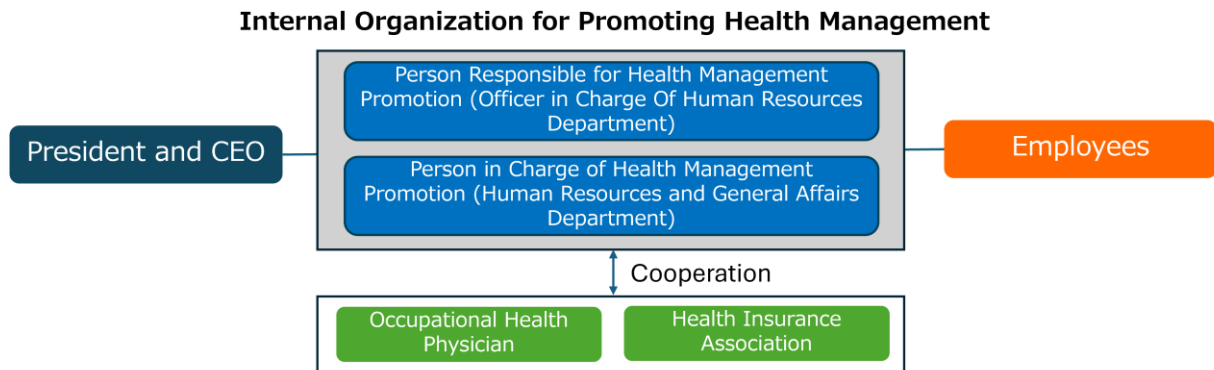 Internal Organization for Promoting Health Management
Person Responsible for Health Management
Promotion (Officer in Charge Of Human Resources
Department)
President and CEO
Employees
Person in Charge of Health Management
Promotion (Human Resources and General Affairs
Department)
Cooperation
Occupational Health
Physician
Health Insurance
Association